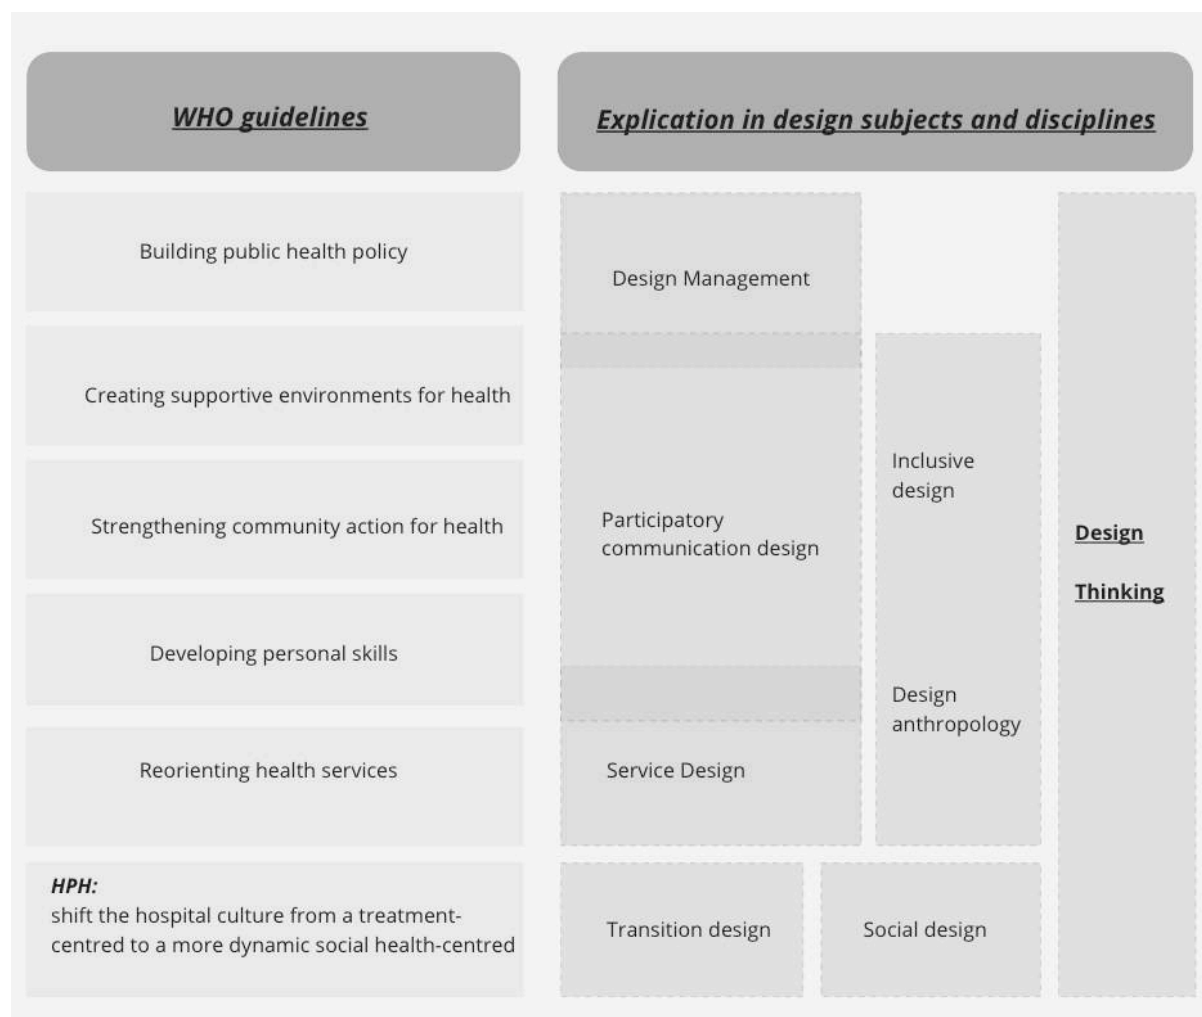 WHO guidelines
Explication in design subjects and disciplines
Building public health policy
Creating supportive environments for health
Strengthening community action for health
Developing personal skills
Reorienting health services
HPH:
shift the hospital culture from a treatment-
centred to a more dynamic social health-centred
Design Management
Participatory
communication design
Service Design
Inclusive
design
Design
anthropology
Transition design
Social design
Design
Thinking